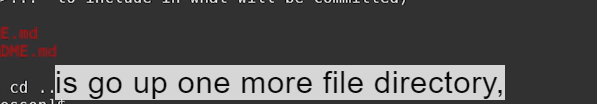 to include in what will be committed)
E.md
DME.md
cd ..
is go up one more file directory,